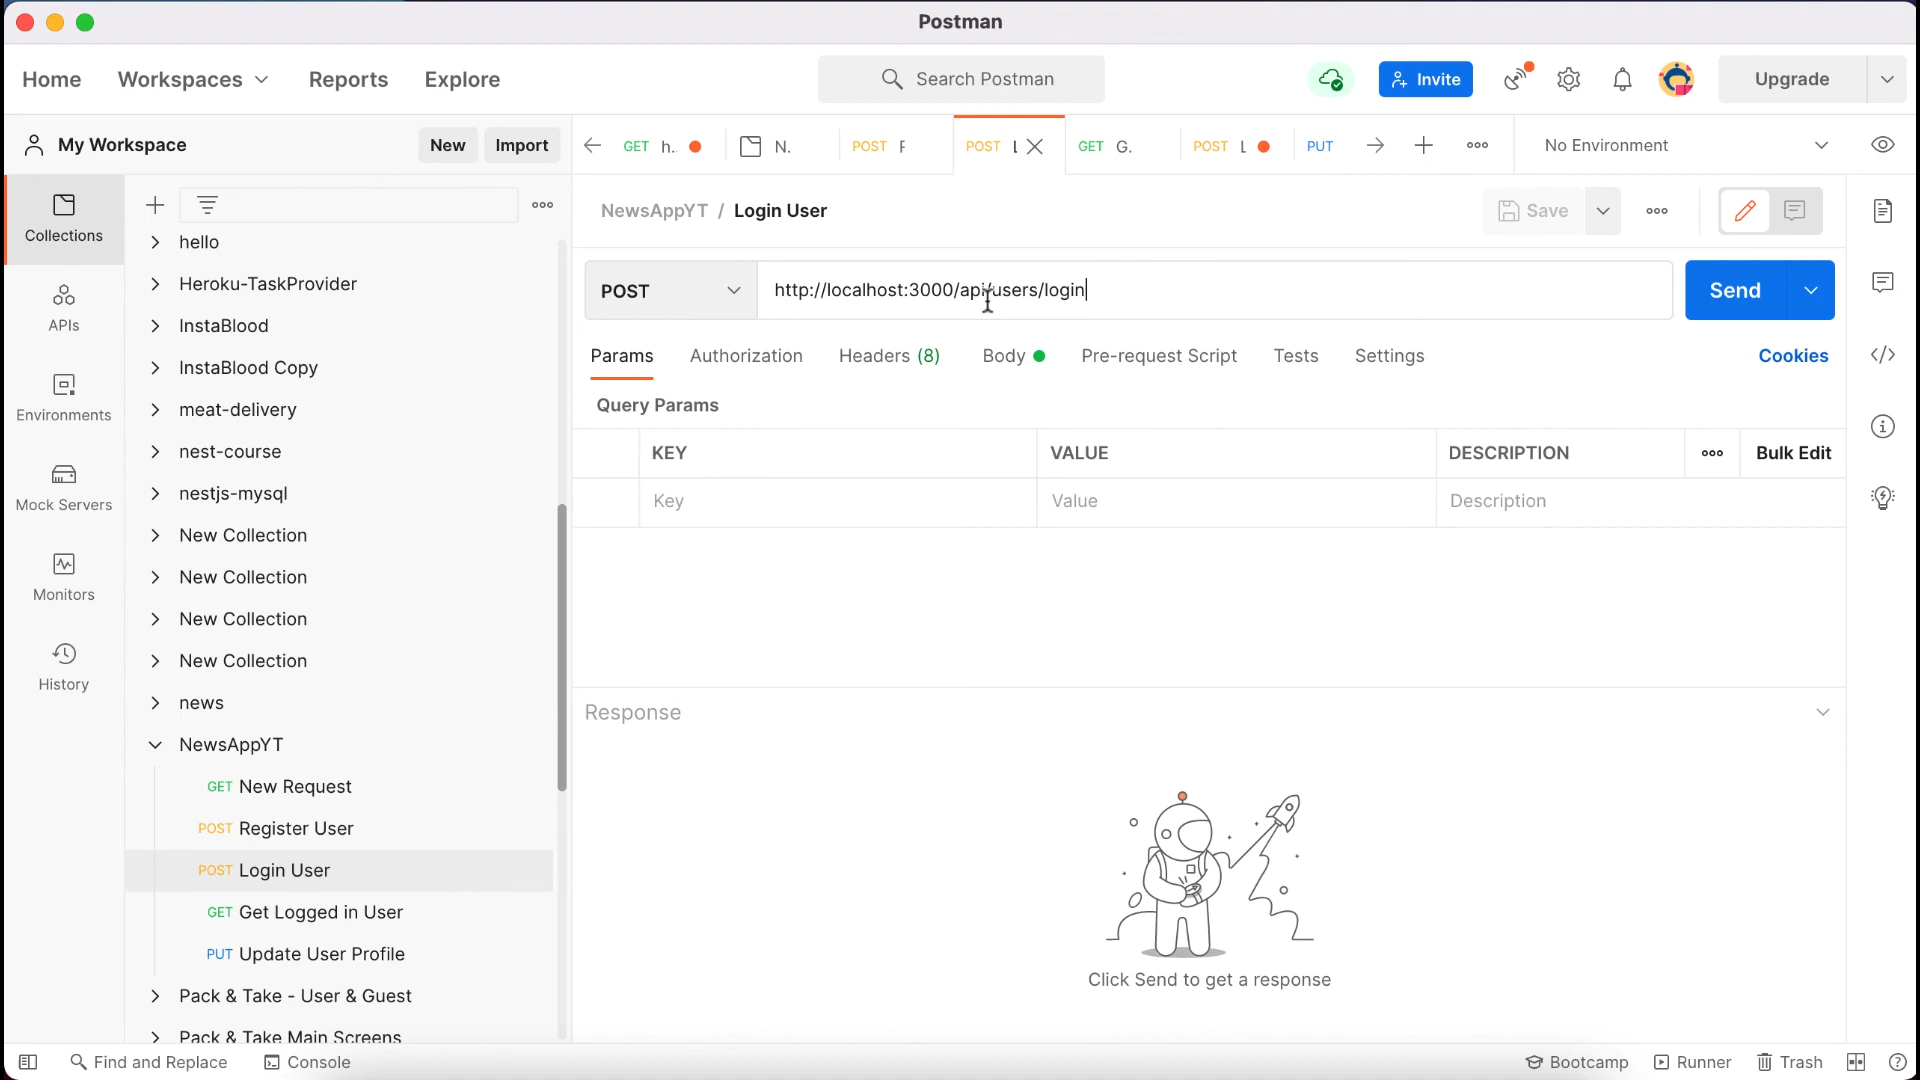 Postman
Home Workspaces Reports Explore Search Postman Invite Upgrade
My Workspace New Import GET h.. N. POST F POST L GET G. POST L PUT No Environment
Collections
APIs
Environments
Mock Servers
Monitors
History
hello
Heroku-TaskProvider
InstaBlood
InstaBlood Copy
meat-delivery
nest-course
nestjs-mysql
New Collection
New Collection
New Collection
New Collection
news
NewsAppYT
GET New Request
POST Register User
POST Login User
GET Get Logged in User
PUT Update User Profile
Pack & Take - User & Guest
Pack & Take Main Screens
NewsAppYT / Login User Save
POST http://localhost:3000/api/users/login Send
Params Authorization Headers (8) Body Pre-request Script Tests Settings Cookies
Query Params
KEY VALUE DESCRIPTION Bulk Edit
Key Value Description
Response
Click Send to get a response
Find and Replace Console Bootcamp Runner Trash